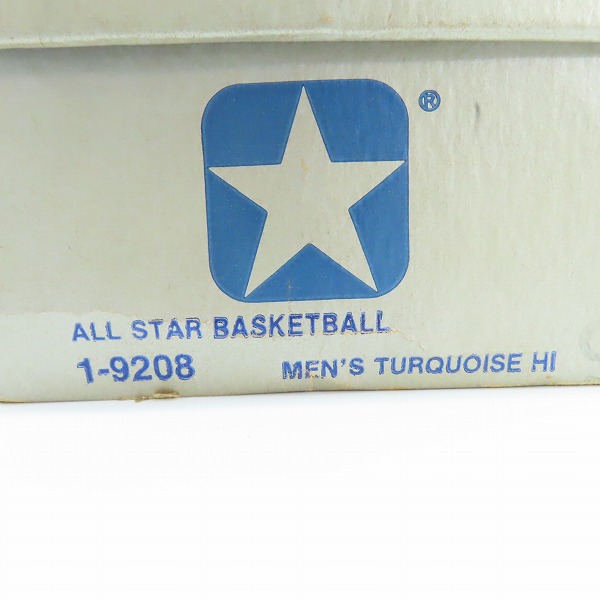 ®
ALL STAR BASKETBALL
1-9208 MEN'S TURQUOISE HI